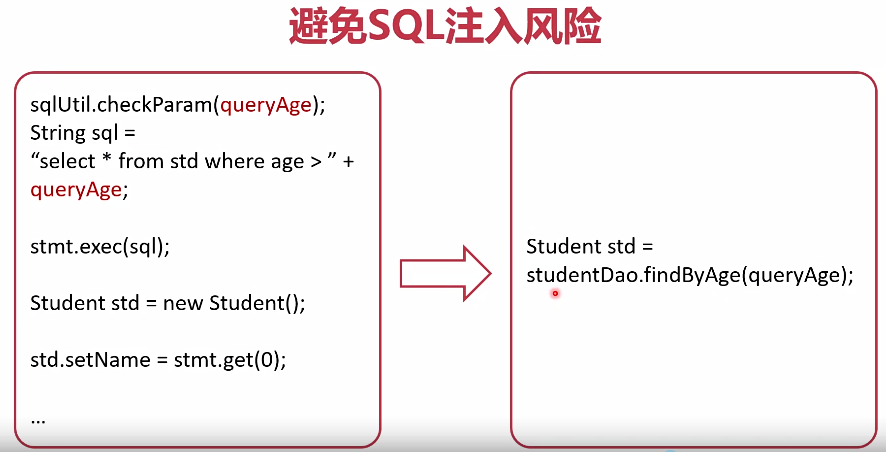 避免SQL注入风险
sqlUtil.checkParam(queryAge);
String sql =
“select * from std where age > ” +
queryAge;
stmt.exec(sql);
Student std = new Student();
std.setName = stmt.get(0);
...
Student std =
studentDao.findByAge(queryAge);